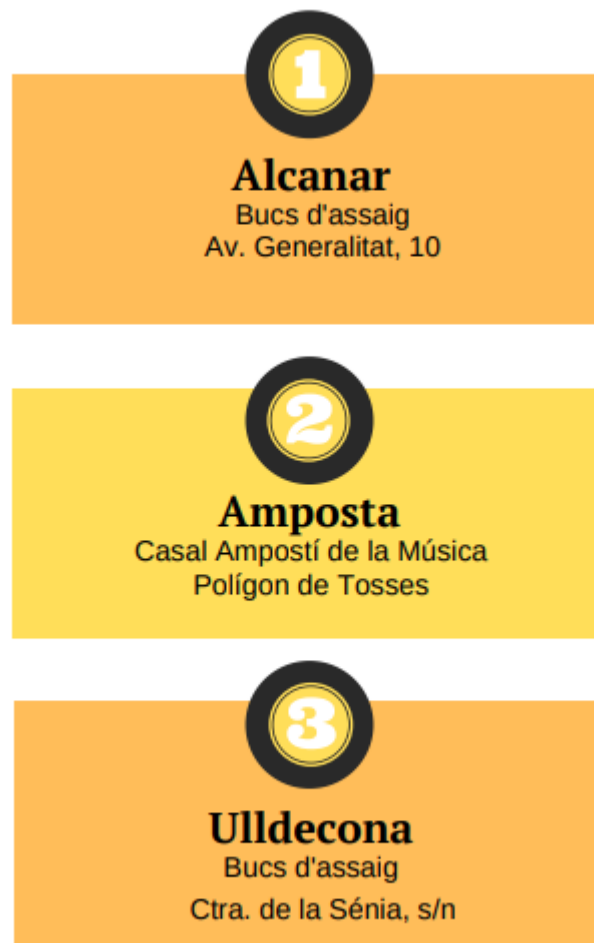 1
Alcanar
Bucs d'assaig
Av. Generalitat, 10
2
Amposta
Casal Ampostí de la Música
Polígon de Tosses
3
Ulldecona
Bucs d'assaig
Ctra. de la Sénia, s/n